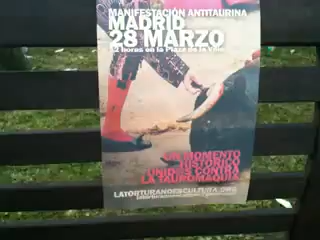 MANIFESTACIÓN ANTITAURINA
MADRID
28 MARZO
12 horas en la Plaza de la Villa
UN MOMENTO
HISTÓRICO
UNIDOS CONTRA
LA TAUROMAQUIA
LATORTURANOESCULTURA.ORG